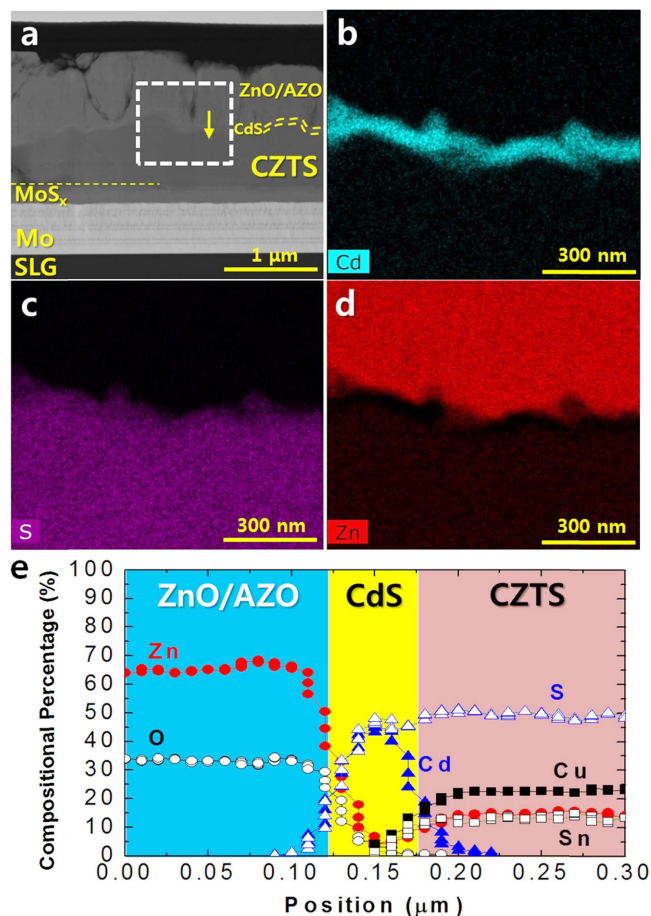 a
ZnO/AZO
CdS
CZTS
MoSx
Mo
SLG
1 μm
b
Cd
300 nm
c
S
300 nm
d
Zn
300 nm
e
ZnO/AZO
CdS
CZTS
Zn
O
S
Cd
Cu
Sn
Compositional Percentage (%)
100
90
80
70
60
50
40
30
20
10
0
0.00
0.05
0.10
0.15
0.20
0.25
0.30
Position (μm)